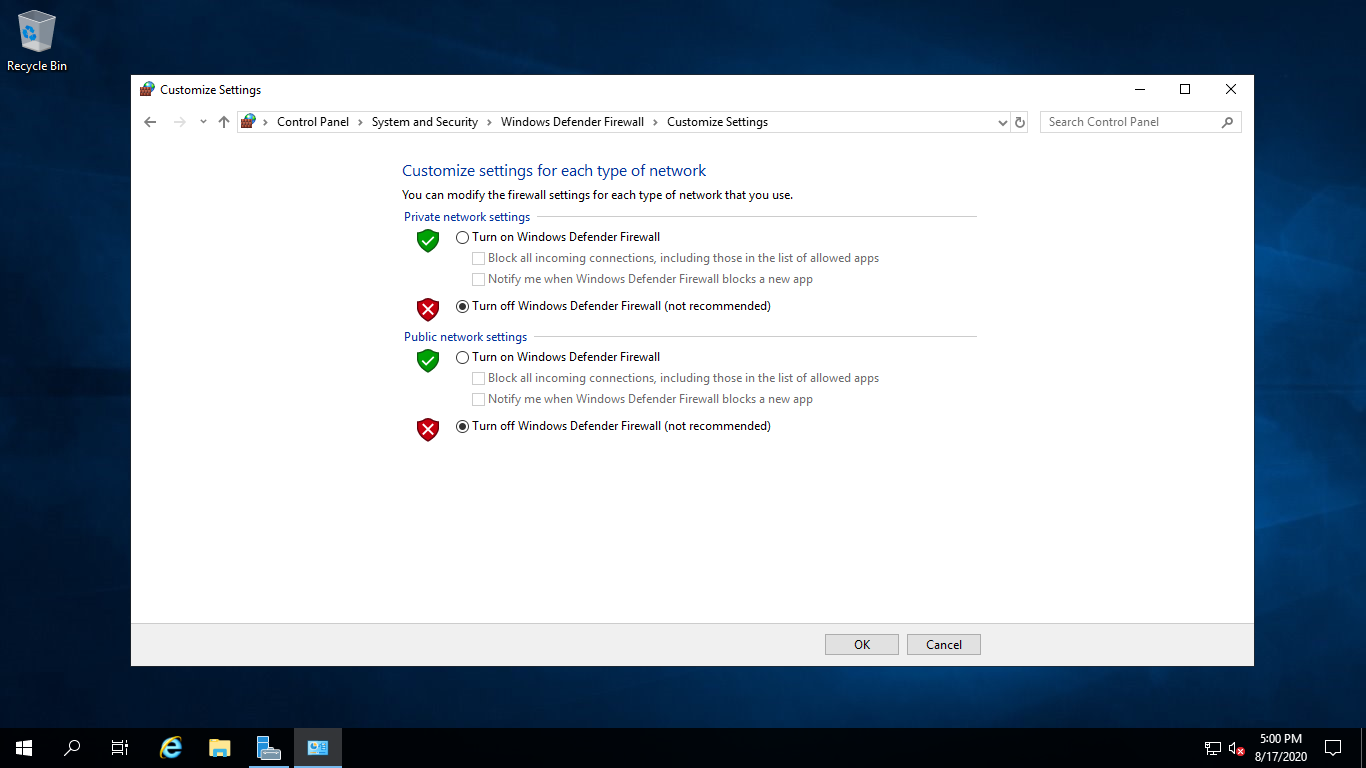 Recycle Bin
Customize Settings
Control Panel System and Security Windows Defender Firewall Customize Settings
Search Control Panel
Customize settings for each type of network
You can modify the firewall settings for each type of network that you use.
Private network settings
Turn on Windows Defender Firewall
Block all incoming connections, including those in the list of allowed apps
Notify me when Windows Defender Firewall blocks a new app
Turn off Windows Defender Firewall (not recommended)
Public network settings
Turn on Windows Defender Firewall
Block all incoming connections, including those in the list of allowed apps
Notify me when Windows Defender Firewall blocks a new app
Turn off Windows Defender Firewall (not recommended)
OK Cancel
5:00 PM
8/17/2020